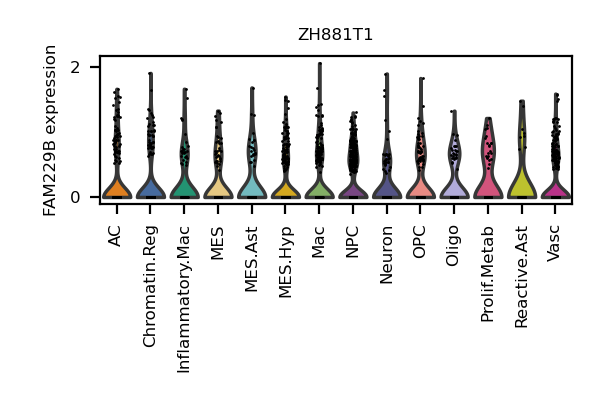 ZH881T1
FAM229B expression
2
0
AC
Chromatin.Reg
Inflammatory.Mac
MES
MES.Ast
MES.Hyp
Mac
NPC
Neuron
OPC
Oligo
Prolif.Metab
Reactive.Ast
Vasc